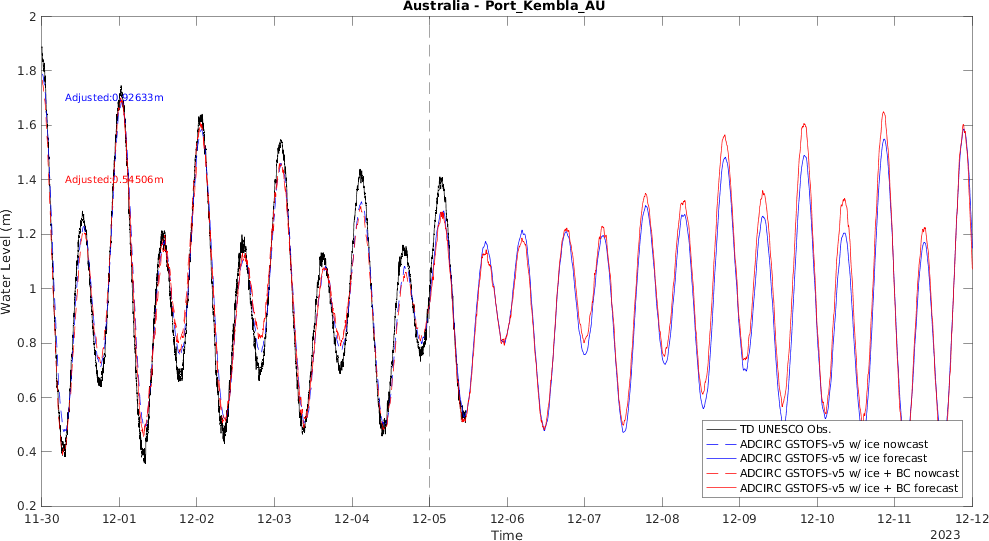 Australia - Port_Kembla_AU
Water Level (m)
2
1.8
1.6
1.4
1.2
1
0.8
0.6
0.4
0.2
Adjusted:0.92633m
Adjusted:0.54506m
TD UNESCO Obs.
ADCIRC GSTOFS-v5 w/ ice nowcast
ADCIRC GSTOFS-v5 w/ ice forecast
ADCIRC GSTOFS-v5 w/ ice + BC nowcast
ADCIRC GSTOFS-v5 w/ ice + BC forecast
11-30 12-01 12-02 12-03 12-04 12-05 12-06 12-07 12-08 12-09 12-10 12-11 12-12
Time
2023